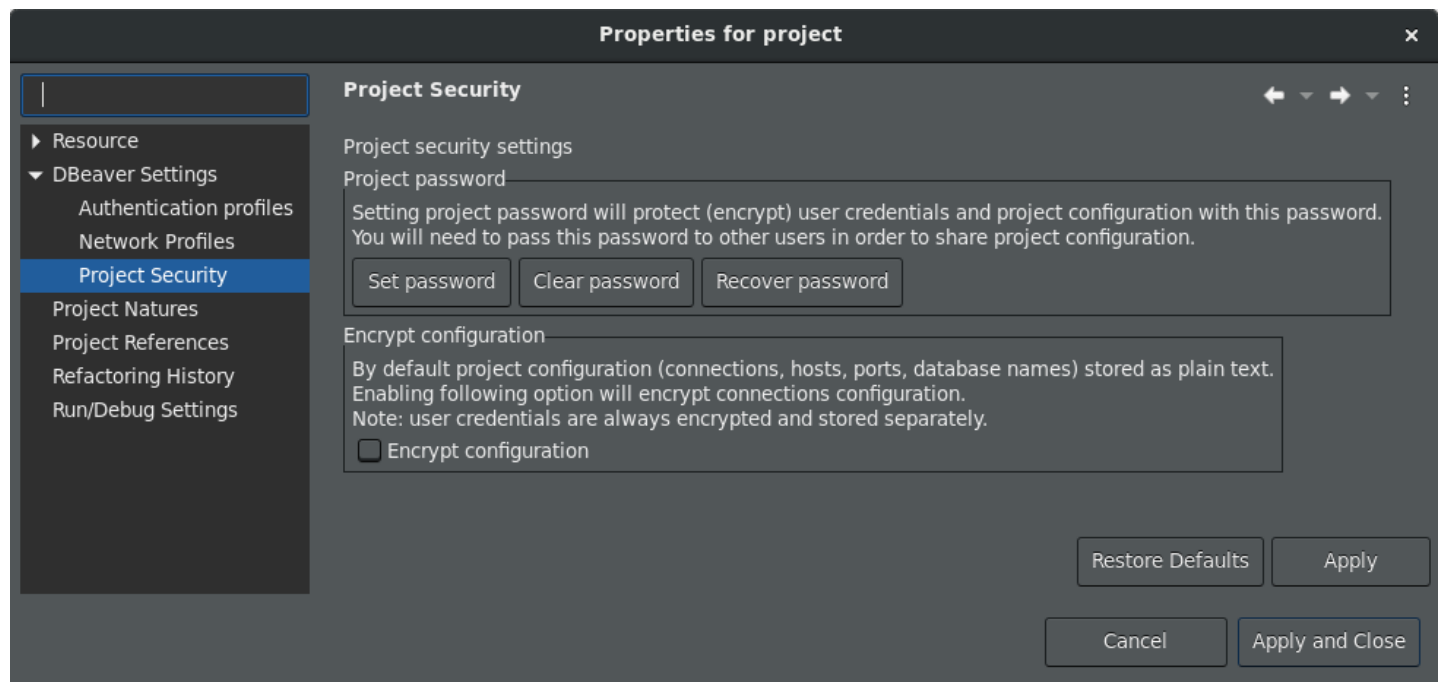 Properties for project
Project Security
Resource
DBeaver Settings
Authentication profiles
Network Profiles
Project Security
Project Natures
Project References
Refactoring History
Run/Debug Settings
Project security settings
Project password
Setting project password will protect (encrypt) user credentials and project configuration with this password.
You will need to pass this password to other users in order to share project configuration.
Set password Clear password Recover password
Encrypt configuration
By default project configuration (connections, hosts, ports, database names) stored as plain text.
Enabling following option will encrypt connections configuration.
Note: user credentials are always encrypted and stored separately.
Encrypt configuration
Restore Defaults Apply
Cancel Apply and Close